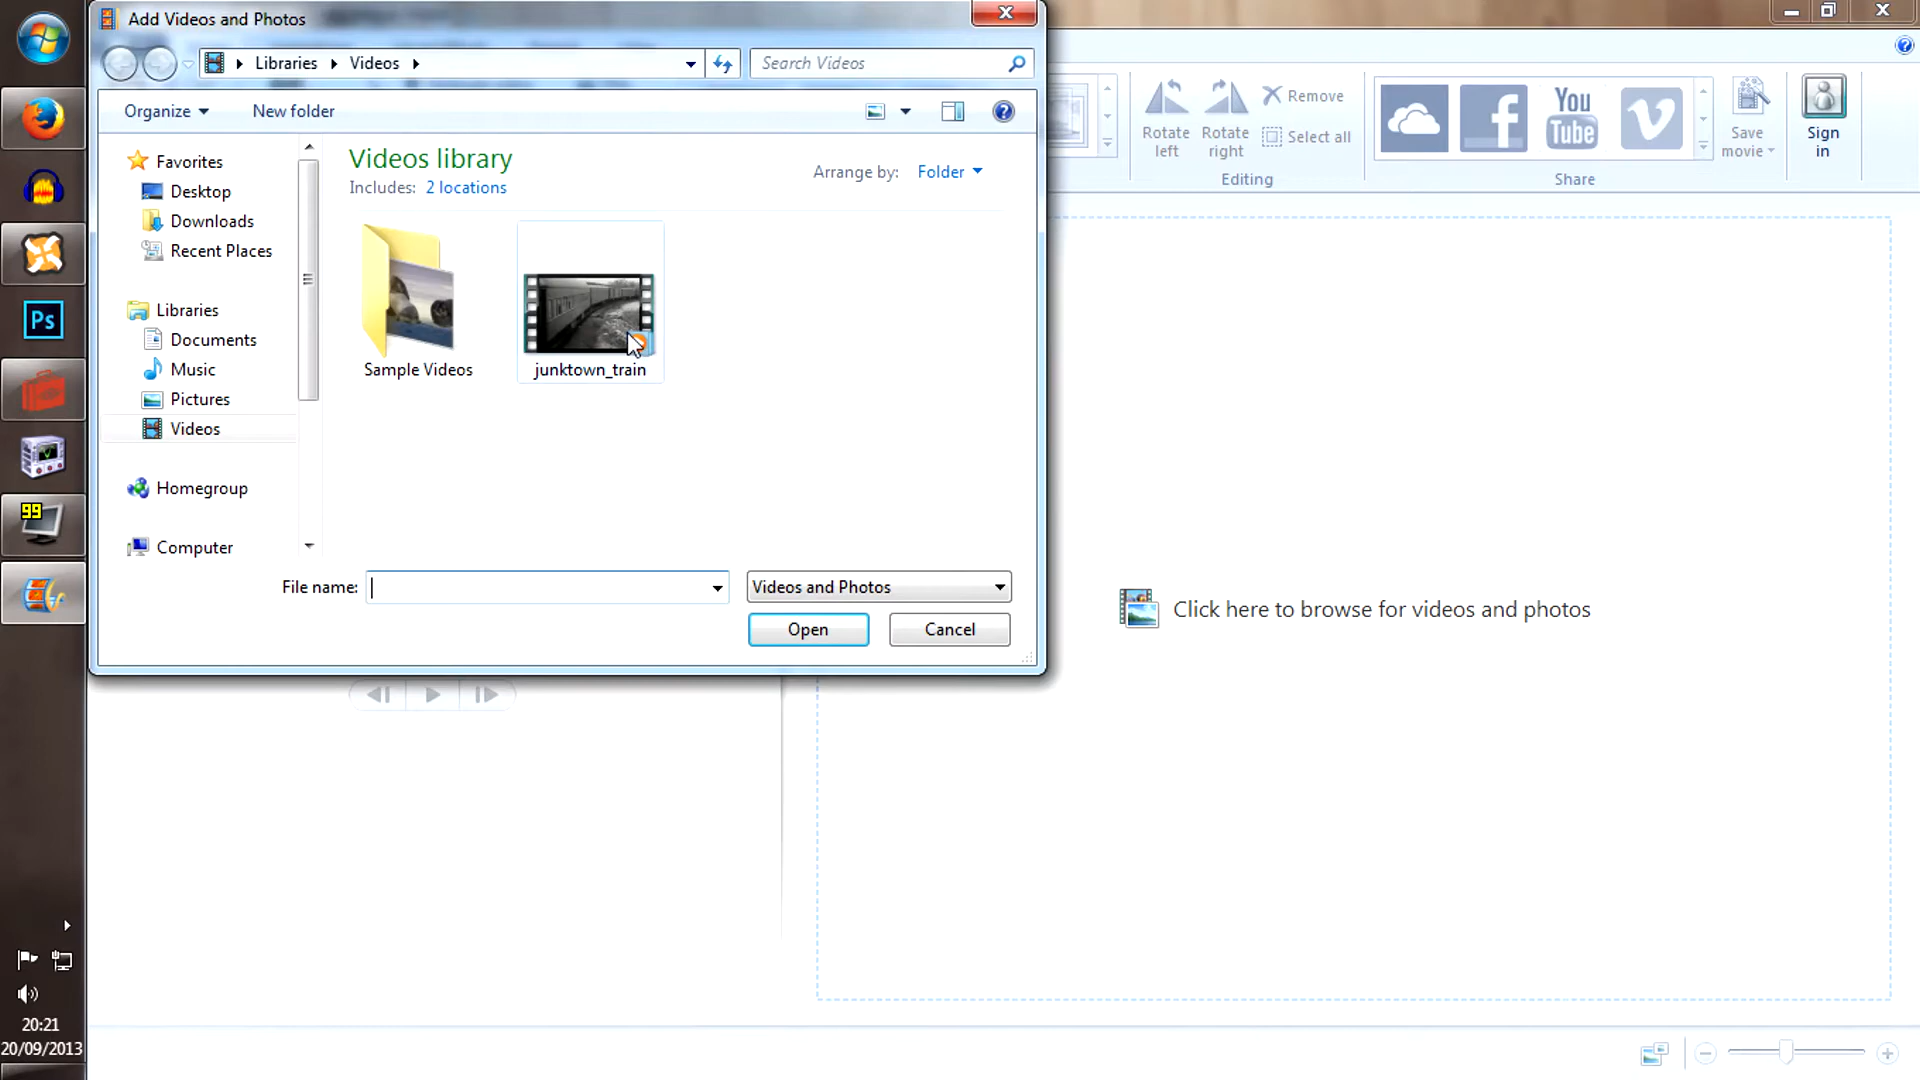 Add Videos and Photos
Libraries Videos
Search Videos
Organize
New folder
Favorites
Desktop
Downloads
Recent Places
Libraries
Documents
Music
Pictures
Videos
Homegroup
Computer
Videos library
Includes: 2 locations
Arrange by: Folder
Sample Videos
junktown_train
File name:
Videos and Photos
Open
Cancel
Rotate left
Rotate right
Remove
Select all
Editing
f
You Tube
v
Share
Save movie
Sign in
Click here to browse for videos and photos
Ps
99
20:21
20/09/2013